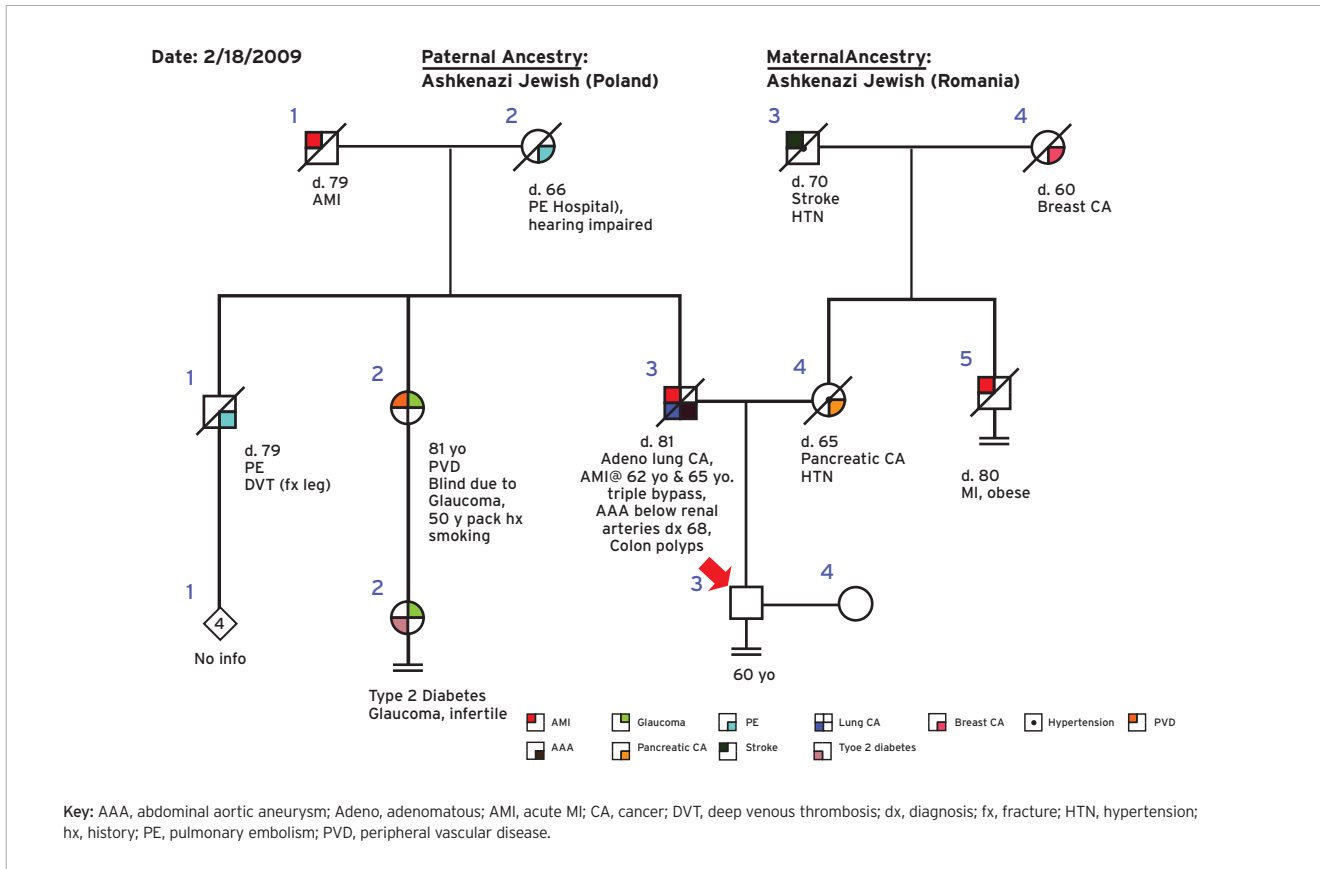 Date: 2/18/2009
Paternal Ancestry:
Ashkenazi Jewish (Poland)
MaternalAncestry:
Ashkenazi Jewish (Romania)
1
2
3
4
d. 79
AMI
d. 66
PE Hospital),
hearing impaired
d. 70
Stroke
HTN
d. 60
Breast CA
1
2
3
4
5
d. 79
PE
DVT (fx leg)
81 yo
PVD
Blind due to
Glaucoma,
50 y pack hx
smoking
d. 81
Adeno lung CA,
AMI@ 62 yo & 65 yo.
triple bypass,
AAA below renal
arteries dx 68,
Colon polyps
d. 65
Pancreatic CA
HTN
d. 80
MI, obese
1
2
3
4
4
No info
Type 2 Diabetes
Glaucoma, infertile
60 yo
AMI
Glaucoma
PE
Lung CA
Breast CA
Hypertension
PVD
AAA
Pancreatic CA
Stroke
Tyoe 2 diabetes
Key: AAA, abdominal aortic aneurysm; Adeno, adenomatous; AMI, acute MI; CA, cancer; DVT, deep venous thrombosis; dx, diagnosis; fx, fracture; HTN, hypertension;
hx, history; PE, pulmonary embolism; PVD, peripheral vascular disease.